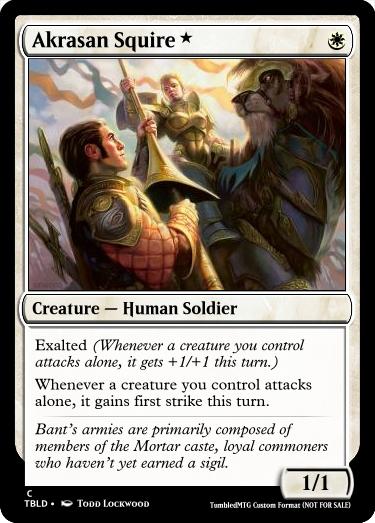 Akrasan Squire ★
Creature — Human Soldier
Exalted (Whenever a creature you control
attacks alone, it gets +1/+1 this turn.)
Whenever a creature you control attacks
alone, it gains first strike this turn.
Bant's armies are primarily composed of
members of the Mortar caste, loyal commoners
who haven't yet earned a sigil.
1/1
C
TBLD • Todd Lockwood
TumbledMTG Custom Format (NOT FOR SALE)